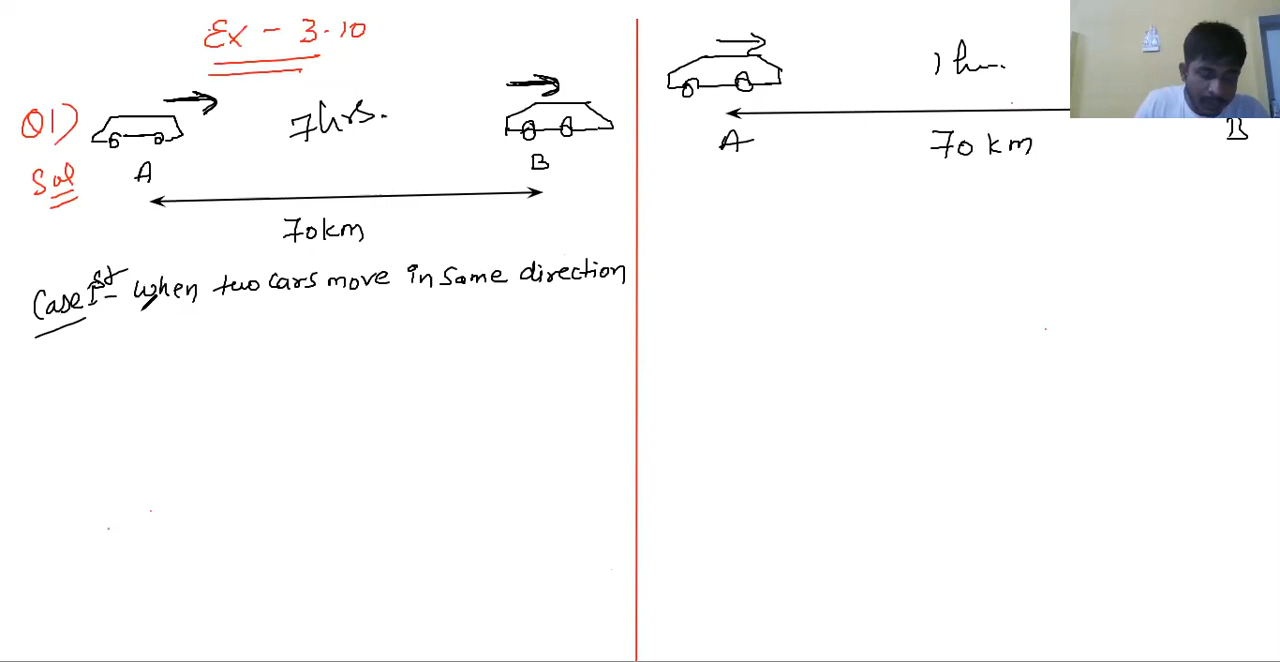 Ex - 3.10
Q1)
7hrs.
A
B
Sol
70km
Case Ist - When two cars move in same direction
1 hr.
A
B
70 km